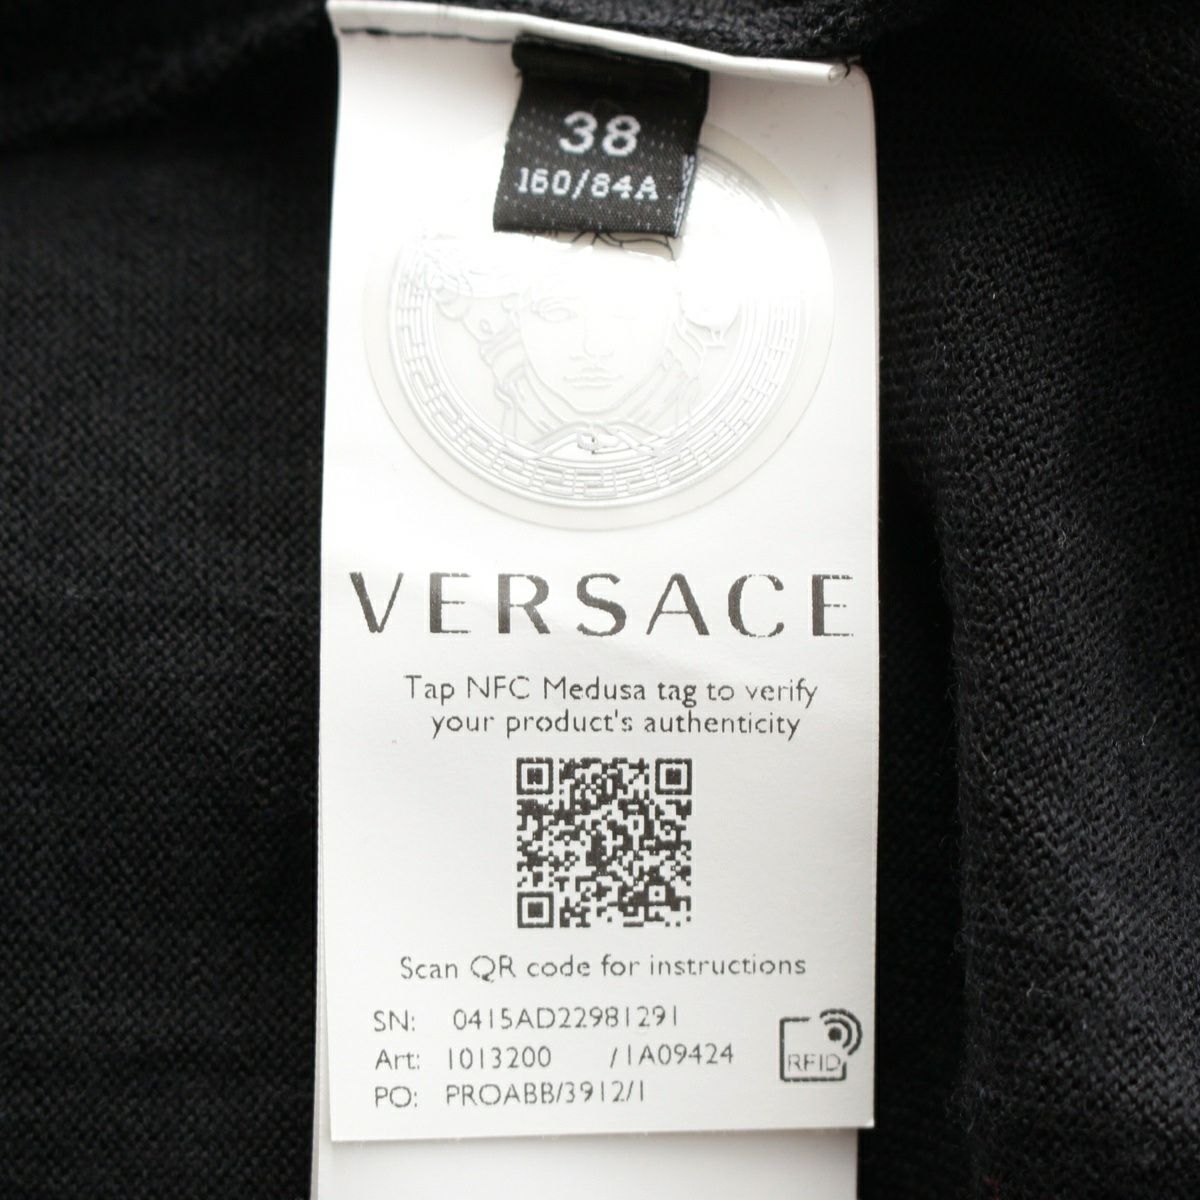 38
160/84A
VERSACE
Tap NFC Medusa tag to verify
your product's authenticity
Scan QR code for instructions
SN: 0415AD22981291
Art: 1013200 /1A09424
PO: PROABB/3912/1
RFID